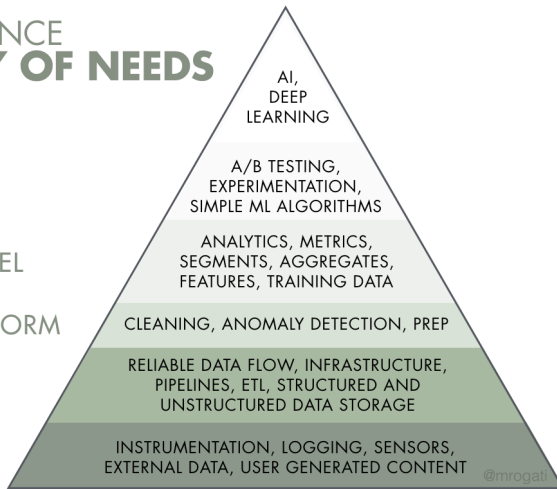 NCE
Y OF NEEDS
AI,
DEEP
LEARNING
A/B TESTING,
EXPERIMENTATION,
SIMPLE ML ALGORITHMS
ANALYTICS, METRICS,
SEGMENTS, AGGREGATES,
FEATURES, TRAINING DATA
EL
CLEANING, ANOMALY DETECTION, PREP
ORM
RELIABLE DATA FLOW, INFRASTRUCTURE,
PIPELINES, ETL, STRUCTURED AND
UNSTRUCTURED DATA STORAGE
INSTRUMENTATION, LOGGING, SENSORS,
EXTERNAL DATA, USER GENERATED CONTENT
@mrogati